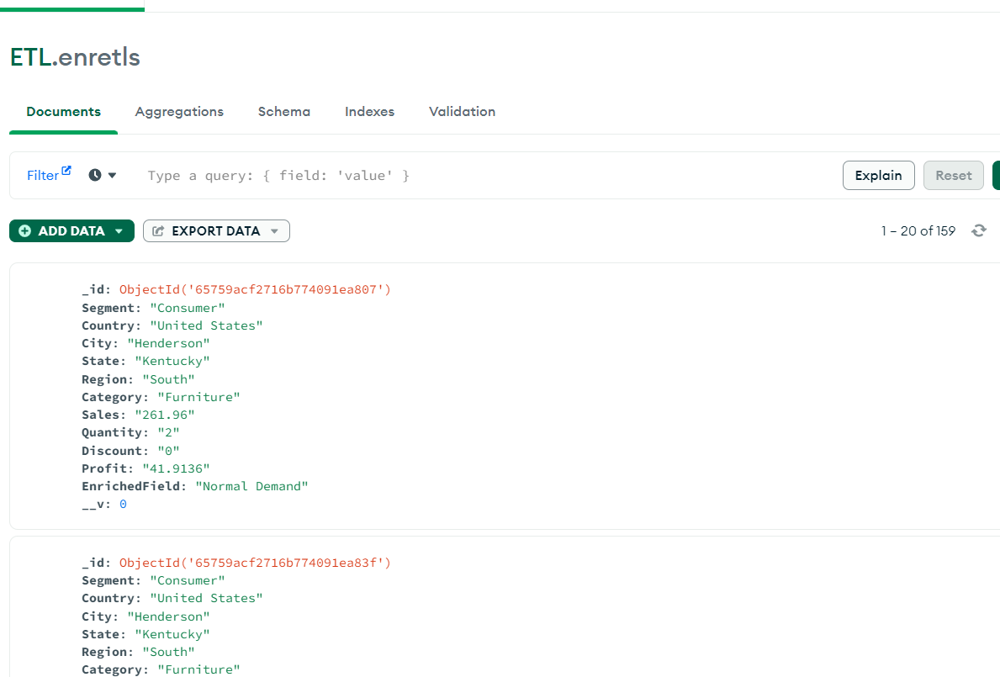 ETL.enretls
Documents Aggregations Schema Indexes Validation
Filter Type a query: { field: 'value' } Explain Reset
ADD DATA EXPORT DATA 1 – 20 of 159
_id: ObjectId('65759acf2716b774091ea807')
Segment: "Consumer"
Country: "United States"
City: "Henderson"
State: "Kentucky"
Region: "South"
Category: "Furniture"
Sales: "261.96"
Quantity: "2"
Discount: "0"
Profit: "41.9136"
EnrichedField: "Normal Demand"
__v: 0
_id: ObjectId('65759acf2716b774091ea83f')
Segment: "Consumer"
Country: "United States"
City: "Henderson"
State: "Kentucky"
Region: "South"
Category: "Furniture"